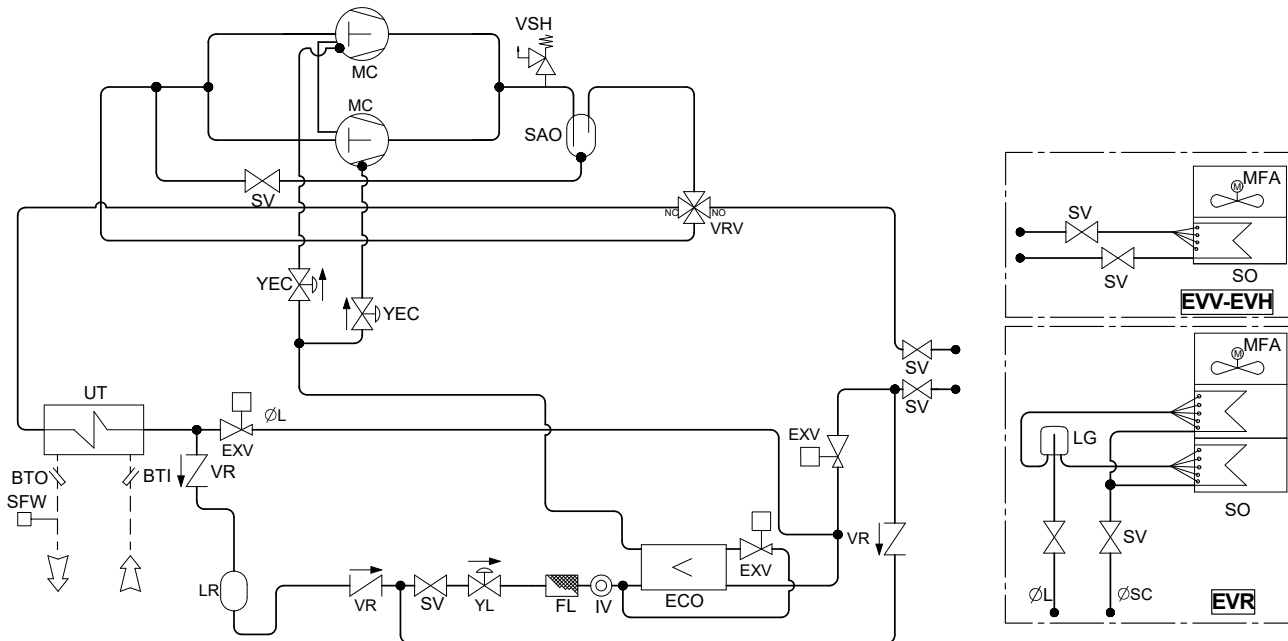 VSH
MC
MC
SAO
SV
NC
NO
VRV
YEC
YEC
SV
SV
UT
ØL
EXV
EXV
BTO
BTI
VR
SFW
EXV
VR
LR
VR
SV
YL
FL
IV
ECO
M
MFA
SV
SV
SO
EVV-EVH
M
MFA
LG
SO
SV
ØL
ØSC
EVR